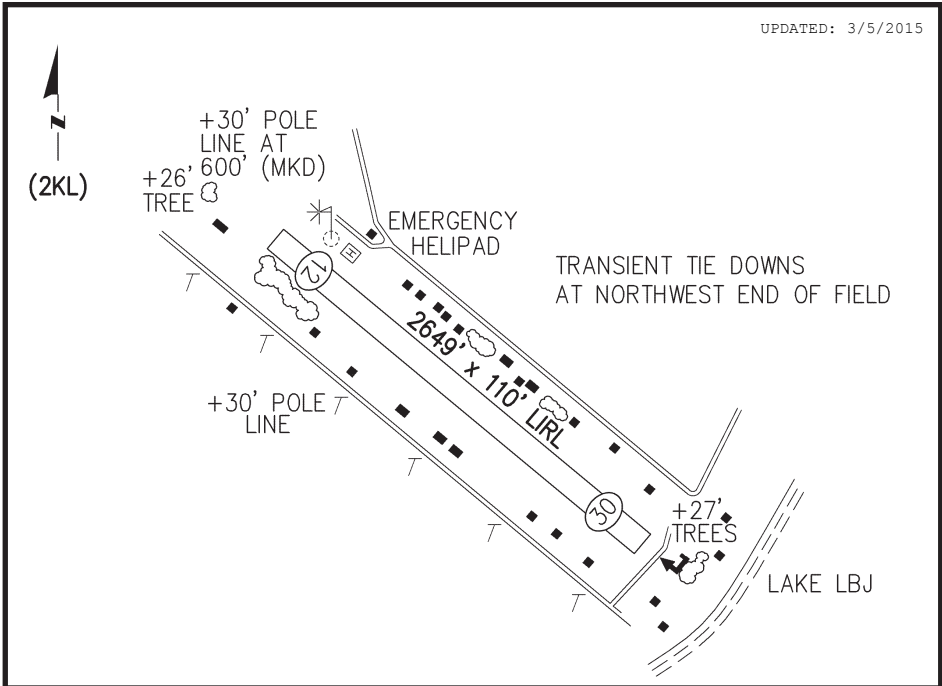 UPDATED: 3/5/2015
N
(2KL)
+30' POLE
LINE AT
600' (MKD)
+26'
TREE
EMERGENCY
HELIPAD
H
TRANSIENT TIE DOWNS
AT NORTHWEST END OF FIELD
12
2649' x 110' LIRL
+30' POLE
LINE
30
+27'
TREES
LAKE LBJ